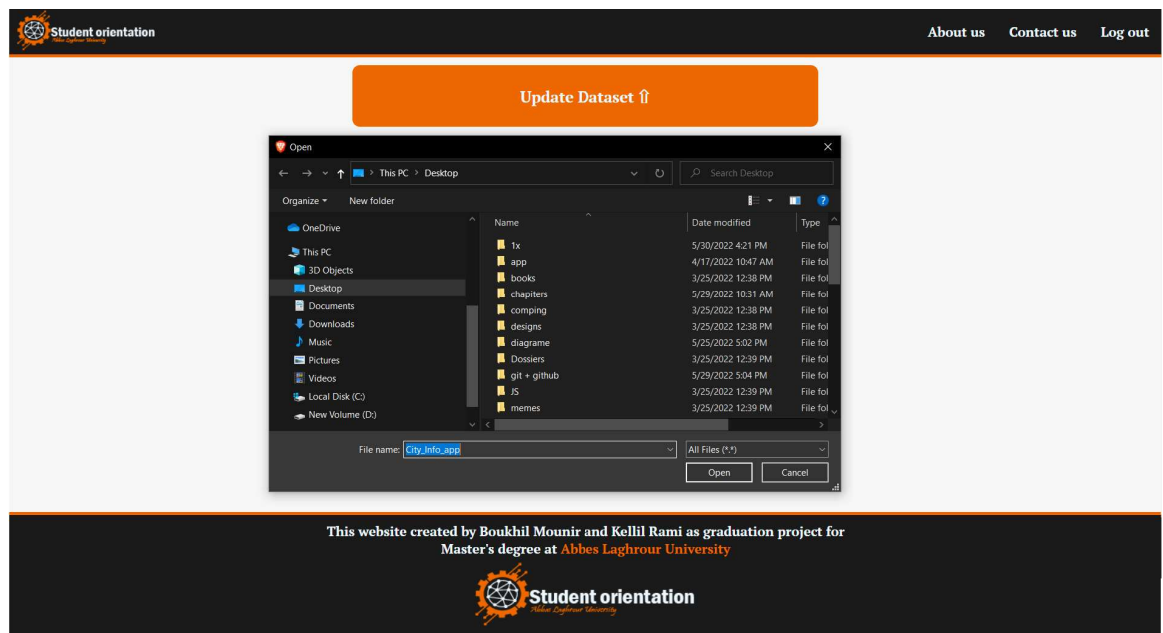 Student orientation
Abbes Laghrour University
About us Contact us Log out
Update Dataset ⇧
Open
This PC > Desktop
Search Desktop
Organize New folder
Name Date modified Type
OneDrive
This PC
3D Objects
Desktop
Documents
Downloads
Music
Pictures
Videos
Local Disk (C:)
New Volume (D:)
1x 5/30/2022 4:21 PM File fol
app 4/17/2022 10:47 AM File fol
books 3/25/2022 12:38 PM File fol
chapiters 5/29/2022 10:31 AM File fol
comping 3/25/2022 12:38 PM File fol
designs 3/25/2022 12:38 PM File fol
diagrame 5/25/2022 5:02 PM File fol
Dossiers 3/25/2022 12:39 PM File fol
git + github 5/29/2022 5:04 PM File fol
JS 3/25/2022 12:39 PM File fol
memes 3/25/2022 12:39 PM File fol
File name: City_Info_app All Files (*.*)
Open Cancel
This website created by Boukhil Mounir and Kellil Rami as graduation project for
Master's degree at Abbes Laghrour University
Student orientation
Abbes Laghrour University